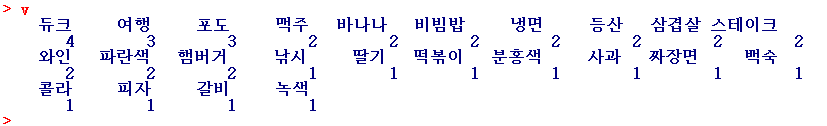 > v
듀크 여행 포도 맥주 바나나 비빔밥 냉면 등산 삼겹살 스테이크
4 3 3 2 2 2 2 2 2 2
와인 파란색 햄버거 낚시 딸기 떡볶이 분홍색 사과 짜장면 백숙
2 2 2 1 1 1 1 1 1 1
콜라 피자 갈비 녹색
1 1 1 1
>